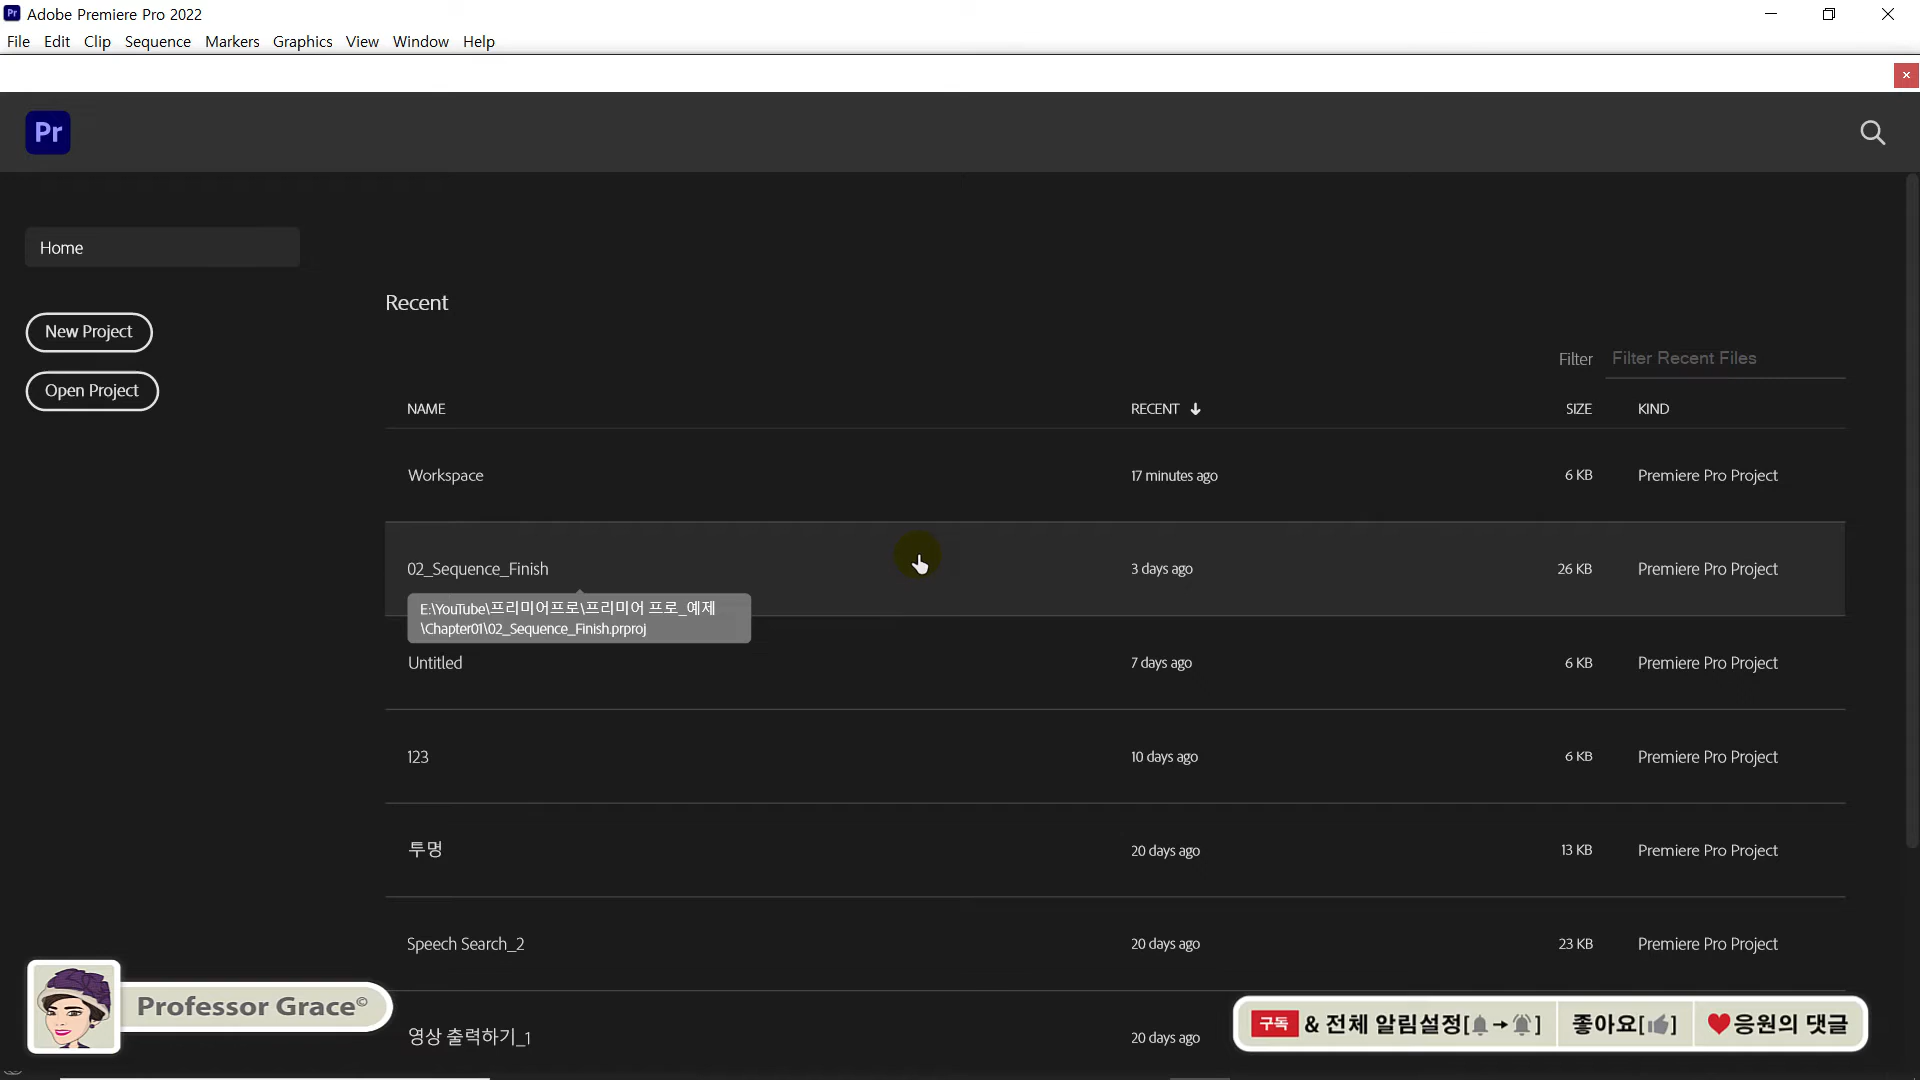 Adobe Premiere Pro 2022
File Edit Clip Sequence Markers Graphics View Window Help
Pr
Home
New Project
Open Project
Recent
Filter Filter Recent Files
NAME RECENT SIZE KIND
Workspace 17 minutes ago 6 KB Premiere Pro Project
02_Sequence_Finish 3 days ago 26 KB Premiere Pro Project
E:\YouTube\프리미어프로\프리미어 프로_예제
\Chapter01\02_Sequence_Finish.prproj
Untitled 7 days ago 6 KB Premiere Pro Project
123 10 days ago 6 KB Premiere Pro Project
투명 20 days ago 13 KB Premiere Pro Project
Speech Search_2 20 days ago 23 KB Premiere Pro Project
영상 출력하기_1 20 days ago
Professor Grace©
구독 & 전체 알림설정[🔔→🔔] 좋아요[👍] ❤응원의 댓글